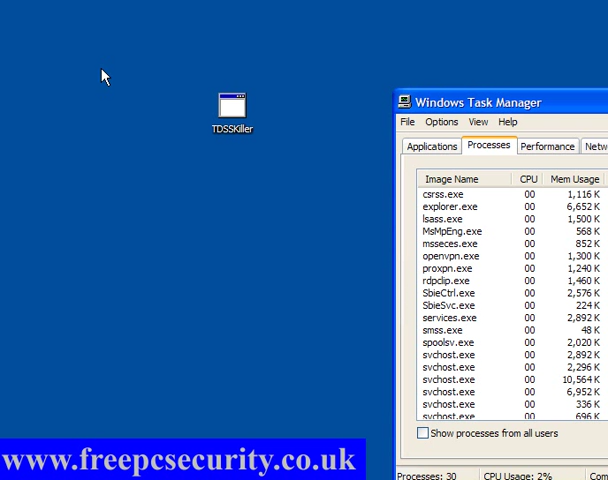 TDSSKiller
Windows Task Manager
File Options View Help
Applications Processes Performance Netw
Image Name CPU Mem Usage
csrss.exe 00 1,116 K
explorer.exe 00 6,652 K
lsass.exe 00 1,500 K
MsMpEng.exe 00 568 K
msseces.exe 00 852 K
openvpn.exe 00 1,300 K
proxpn.exe 00 1,240 K
rdpclip.exe 00 1,460 K
SbieCtrl.exe 00 2,576 K
SbieSvc.exe 00 224 K
services.exe 00 2,892 K
smss.exe 00 48 K
spoolsv.exe 00 2,020 K
svchost.exe 00 2,892 K
svchost.exe 00 2,296 K
svchost.exe 00 10,564 K
svchost.exe 00 6,952 K
svchost.exe 00 336 K
svchost.exe 00 696 K
Show processes from all users
www.freepcsecurity.co.uk
Processes: 30 CPU Usage: 2% Com